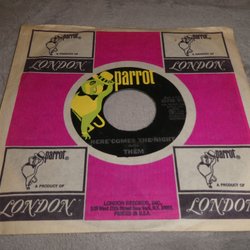 parrot
A PRODUCT OF
LONDON
parrot
A PRODUCT OF
LONDON
parrot
HERE COMES THE NIGHT
THEM
parrot
A PRODUCT OF
LONDON
parrot
A PRODUCT OF
LONDON
LONDON RECORDS, INC.
PRINTED IN U.S.A.